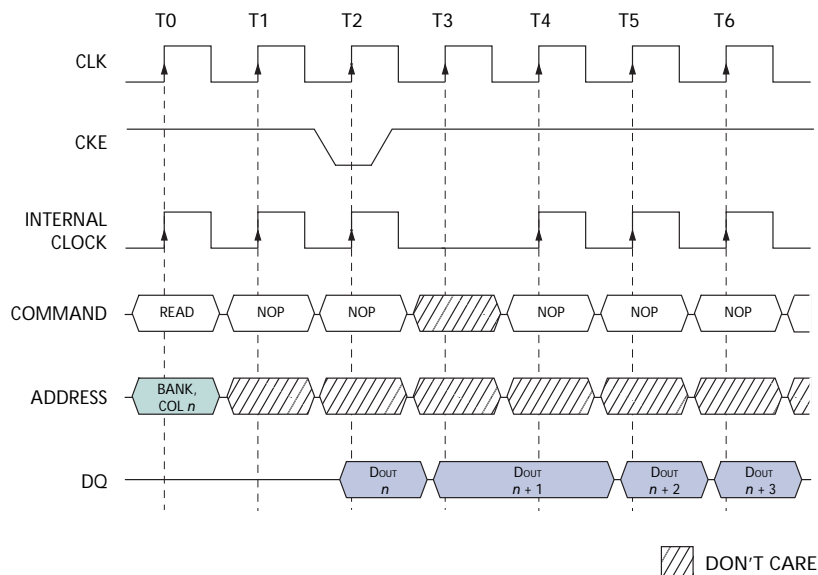 T0 T1 T2 T3 T4 T5 T6
CLK
CKE
INTERNAL
CLOCK
COMMAND READ NOP NOP NOP NOP NOP
ADDRESS BANK,
COL n
DQ DOUT DOUT DOUT DOUT
n n + 1 n + 2 n + 3
DON'T CARE